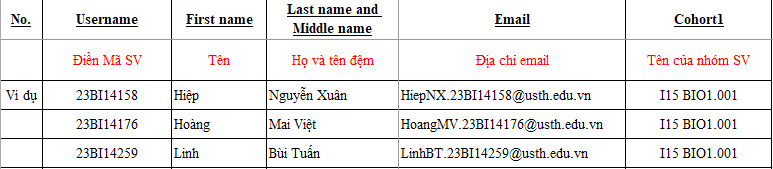 No. Username First name Last name and Middle name Email Cohort1
Điền Mã SV Tên Họ và tên đệm Địa chỉ email Tên của nhóm SV
Ví dụ 23BI14158 Hiệp Nguyễn Xuân HiepNX.23BI14158@usth.edu.vn I15 BIO1.001
23BI14176 Hoàng Mai Việt HoangMV.23BI14176@usth.edu.vn I15 BIO1.001
23BI14259 Linh Bùi Tuấn LinhBT.23BI14259@usth.edu.vn I15 BIO1.001